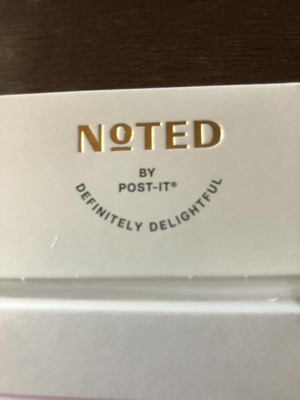 NOTED
BY
POST-IT®
DEFINITELY DELIGHTFUL